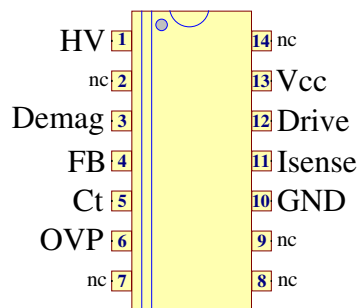 HV 1 14 nc
nc 2 13 Vcc
Demag 3 12 Drive
FB 4 11 Isense
Ct 5 10 GND
OVP 6 9 nc
nc 7 8 nc